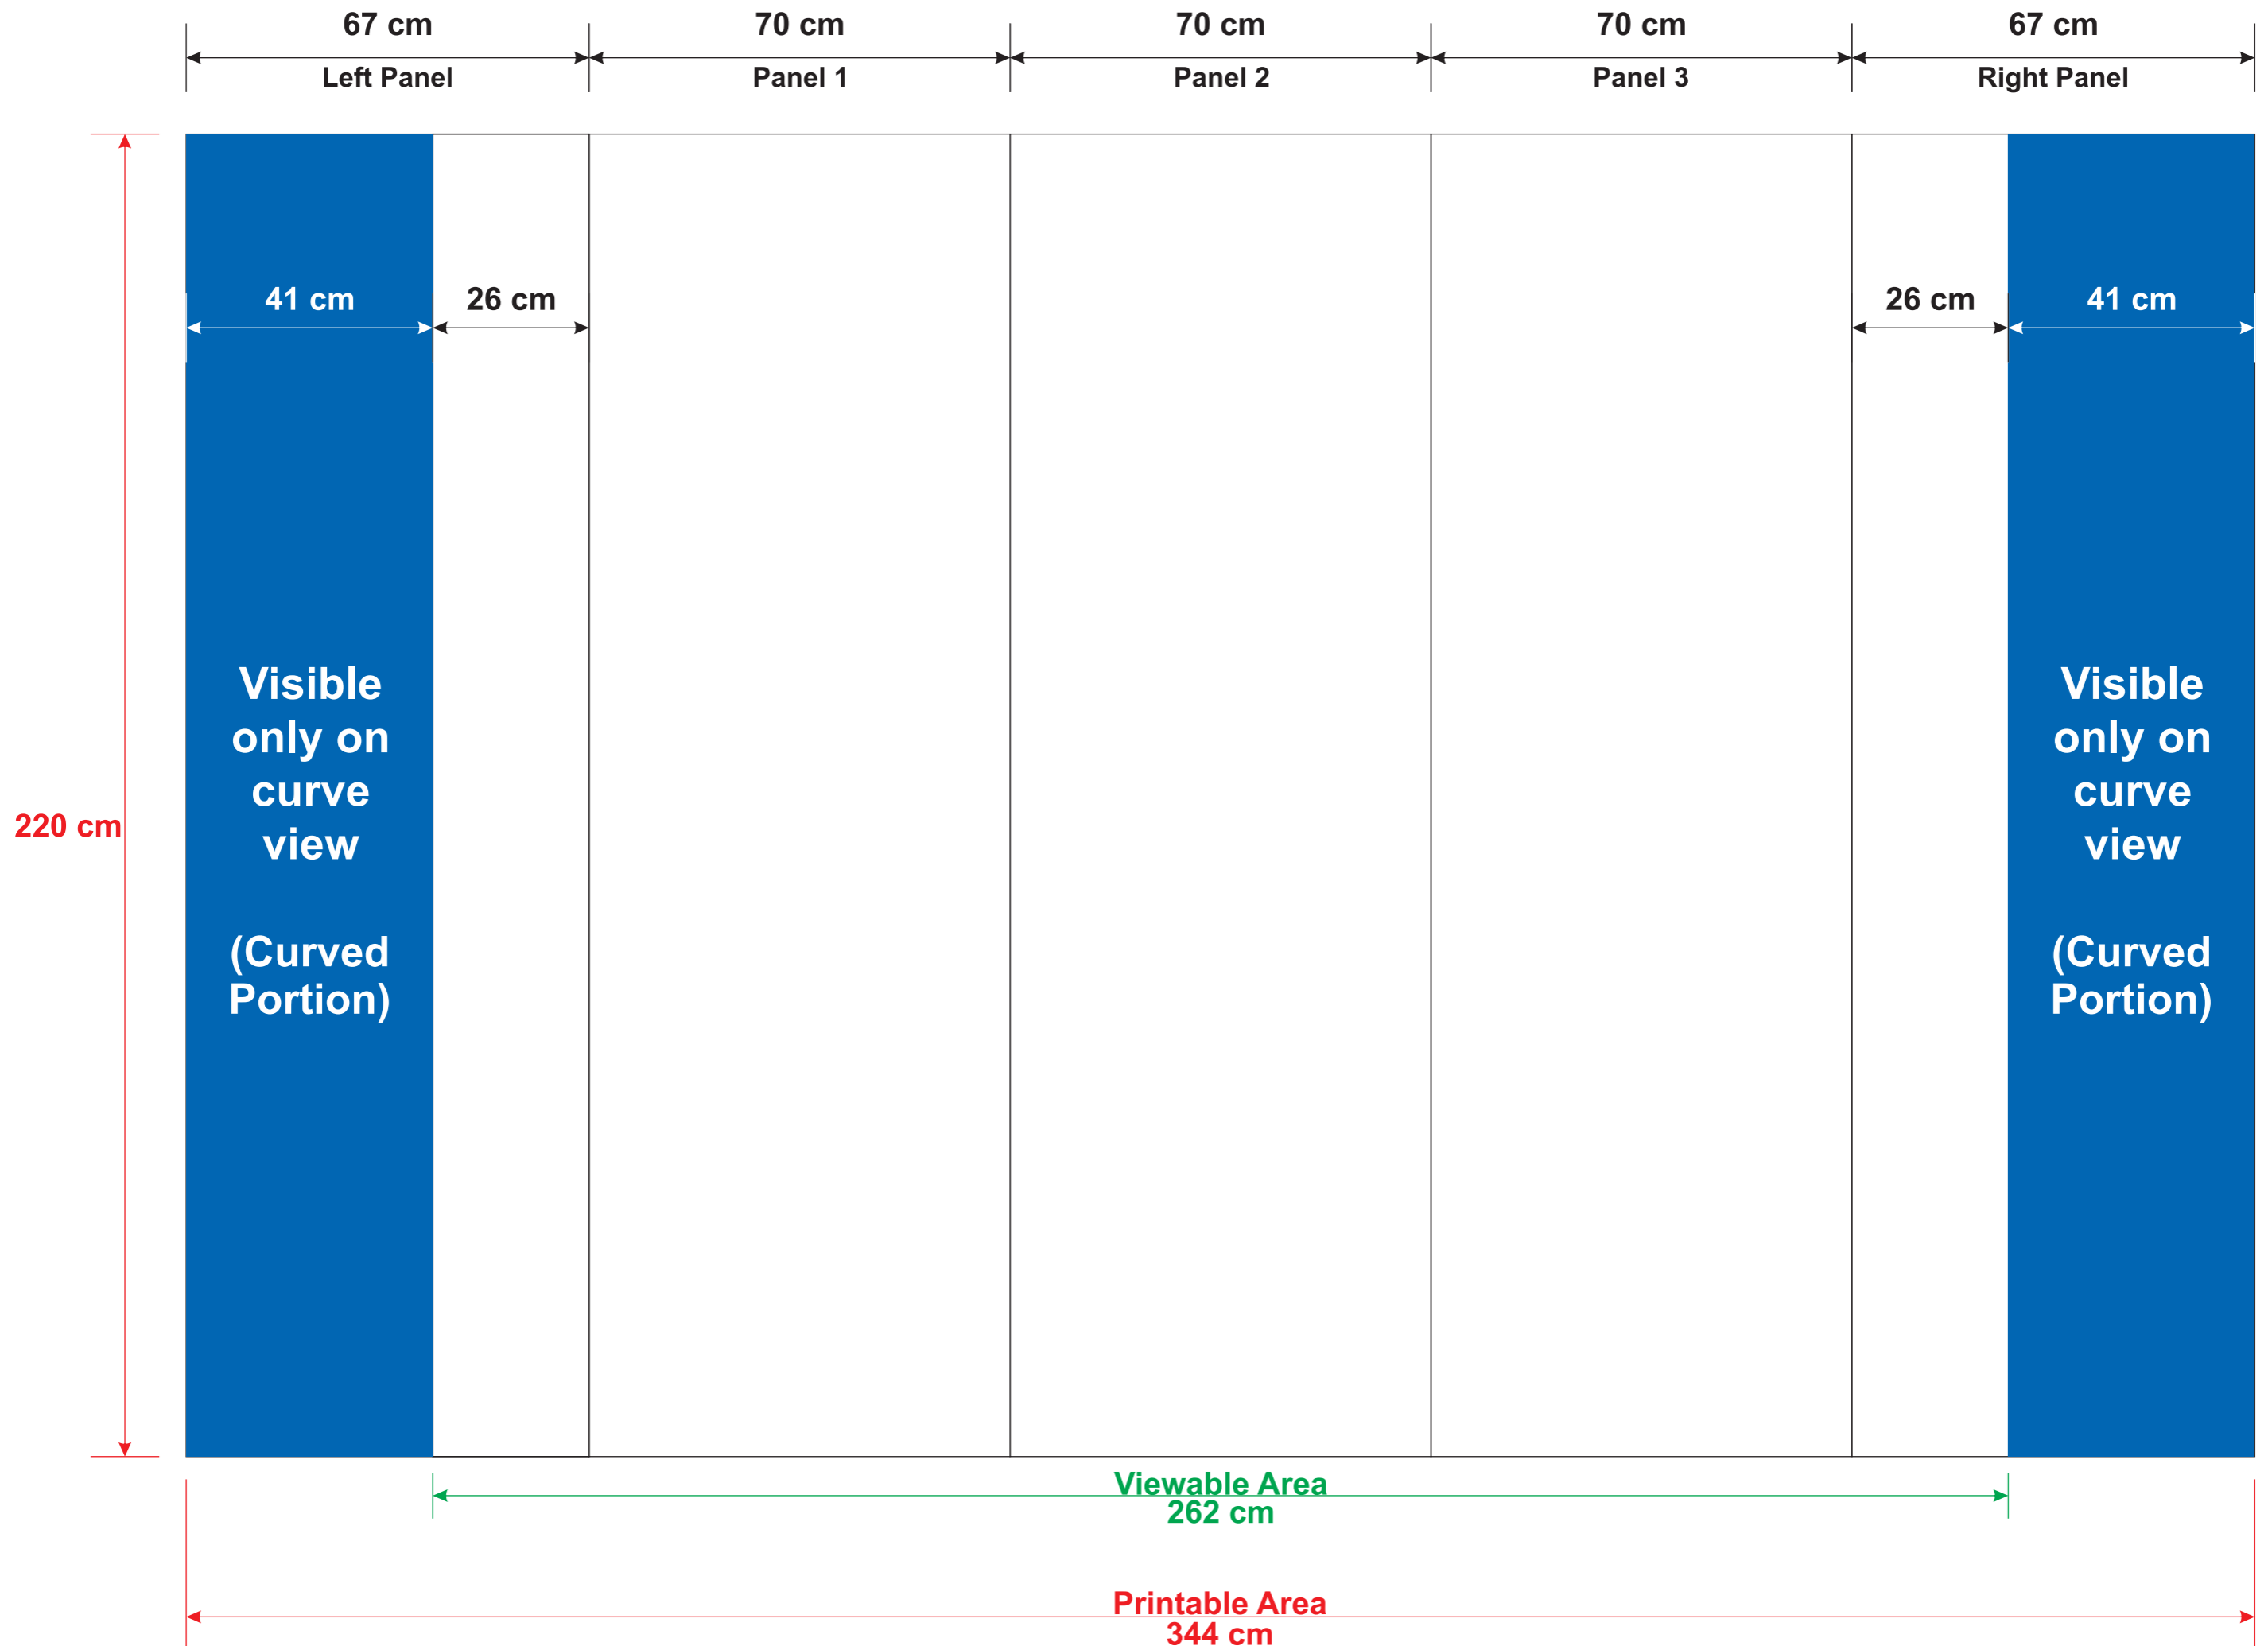 67 cm
70 cm
70 cm
70 cm
67 cm
Left Panel
Panel 1
Panel 2
Panel 3
Right Panel
41 cm
26 cm
26 cm
41 cm
Visible
only on
curve
view
(Curved
Portion)
Visible
only on
curve
view
(Curved
Portion)
220 cm
Viewable Area
262 cm
Printable Area
344 cm